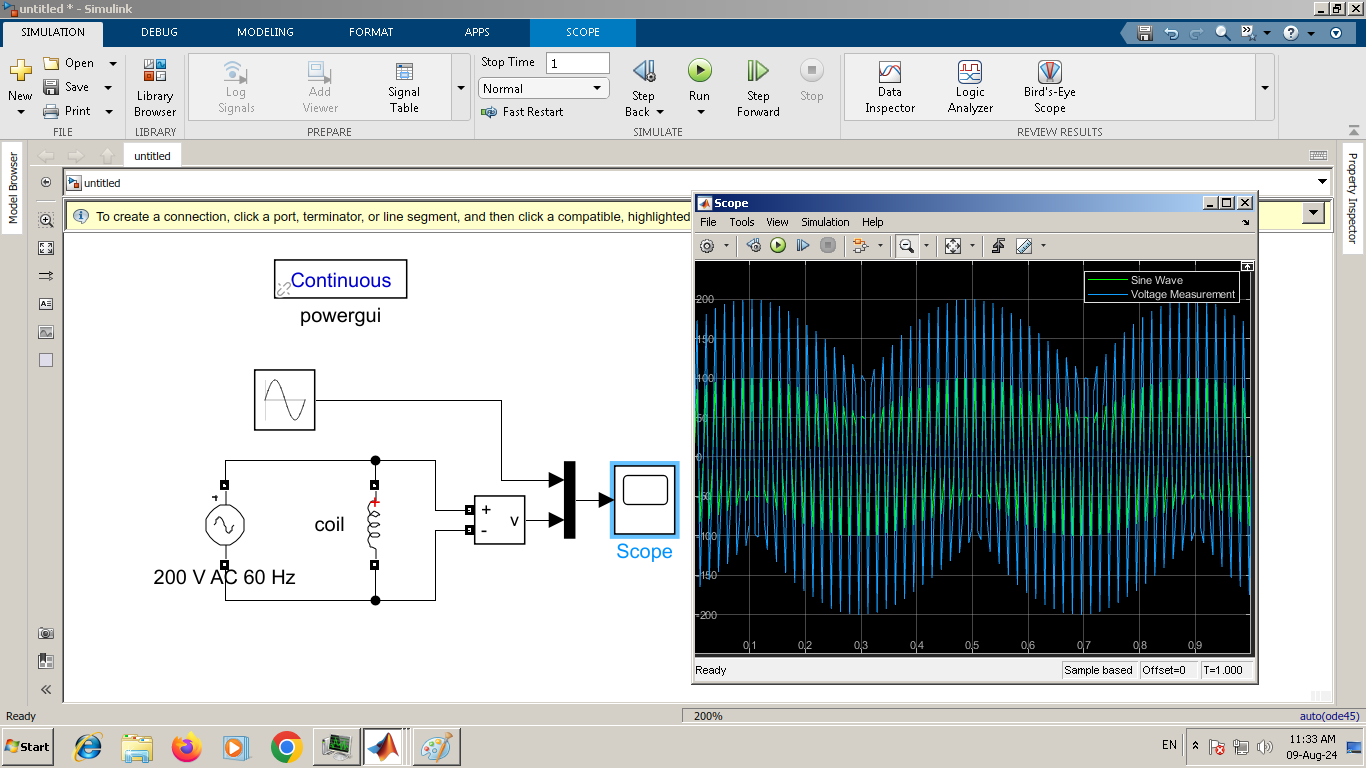 untitled * - Simulink
SIMULATION DEBUG MODELING FORMAT APPS SCOPE
New
Open
Save
Print
FILE
Library Browser
LIBRARY
Log Signals
Add Viewer
Signal Table
PREPARE
Stop Time 1
Normal
Fast Restart
Step Back
Run
Step Forward
Stop
SIMULATE
Data Inspector
Logic Analyzer
Bird's-Eye Scope
REVIEW RESULTS
Model Browser
untitled
untitled
Property Inspector
To create a connection, click a port, terminator, or line segment, and then click a compatible, highlighted
Continuous
powergui
coil
+
-
v
Scope
200 V AC 60 Hz
Scope
File Tools View Simulation Help
Sine Wave
Voltage Measurement
200
150
100
50
0
-50
-100
-150
-200
0.1 0.2 0.3 0.4 0.5 0.6 0.7 0.8 0.9
Ready Sample based Offset=0 T=1.000
Ready 200% auto(ode45)
Start
EN
11:33 AM
09-Aug-24